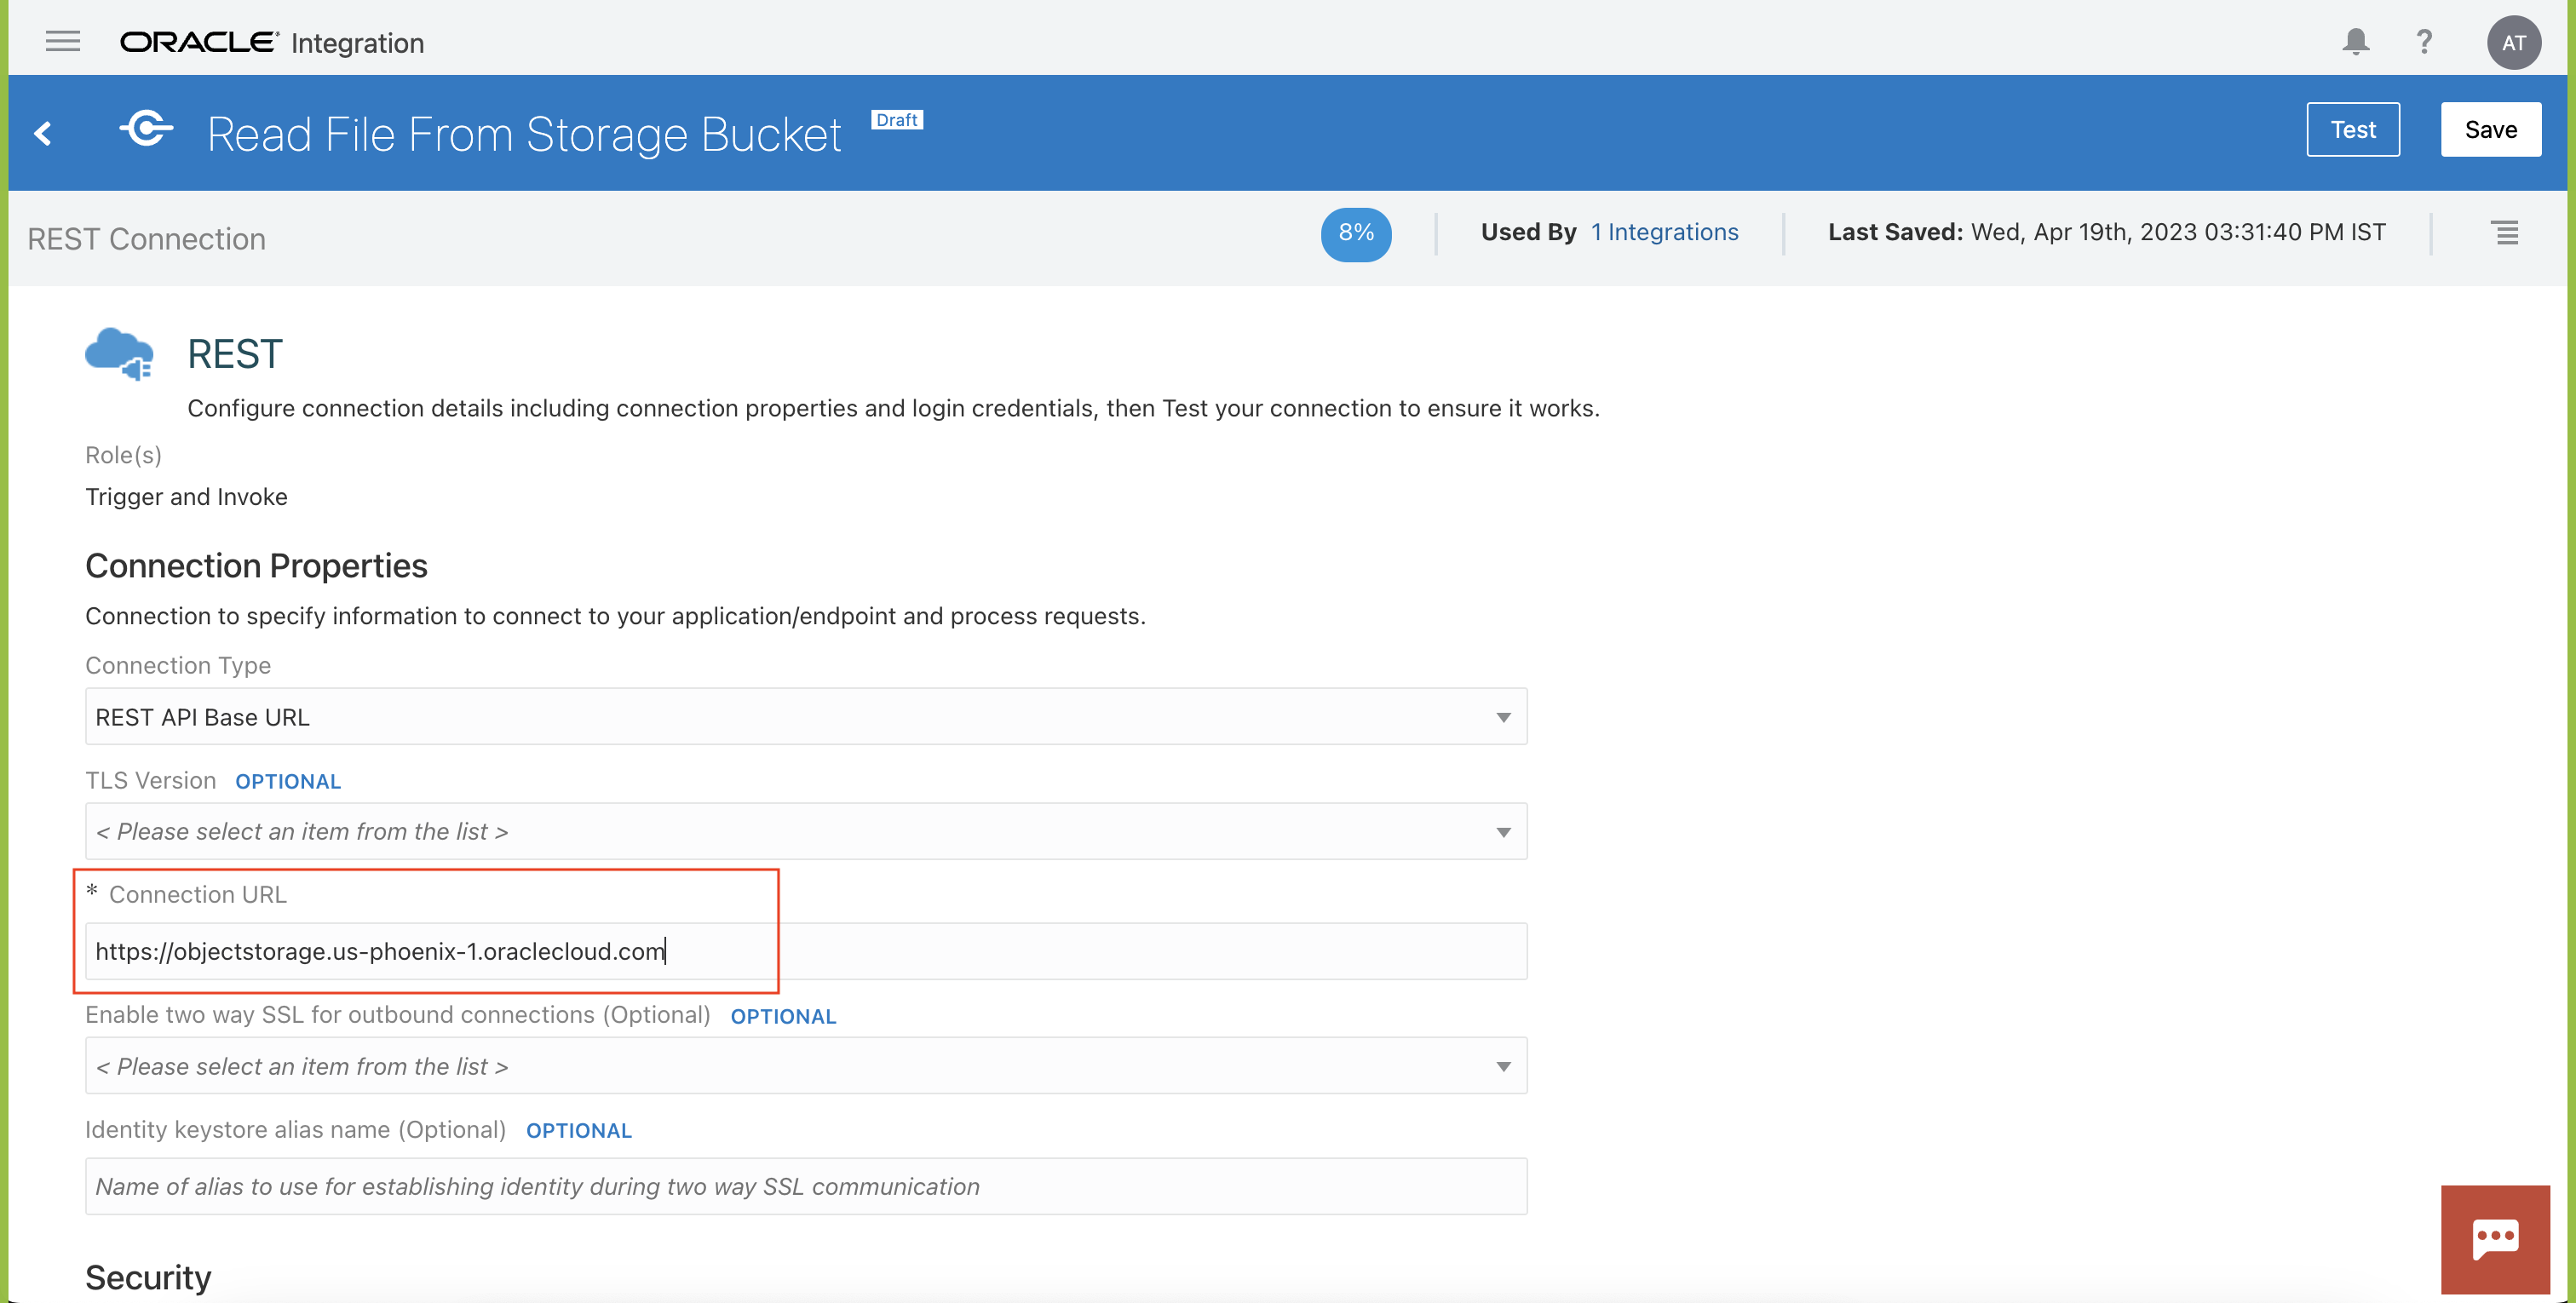 ORACLE Integration
? AT
Read File From Storage Bucket Draft
Test Save
REST Connection
8% Used By 1 Integrations Last Saved: Wed, Apr 19th, 2023 03:31:40 PM IST
REST
Configure connection details including connection properties and login credentials, then Test your connection to ensure it works.
Role(s)
Trigger and Invoke
Connection Properties
Connection to specify information to connect to your application/endpoint and process requests.
Connection Type
REST API Base URL
TLS Version OPTIONAL
< Please select an item from the list >
* Connection URL
https://objectstorage.us-phoenix-1.oraclecloud.com
Enable two way SSL for outbound connections (Optional) OPTIONAL
< Please select an item from the list >
Identity keystore alias name (Optional) OPTIONAL
Name of alias to use for establishing identity during two way SSL communication
Security